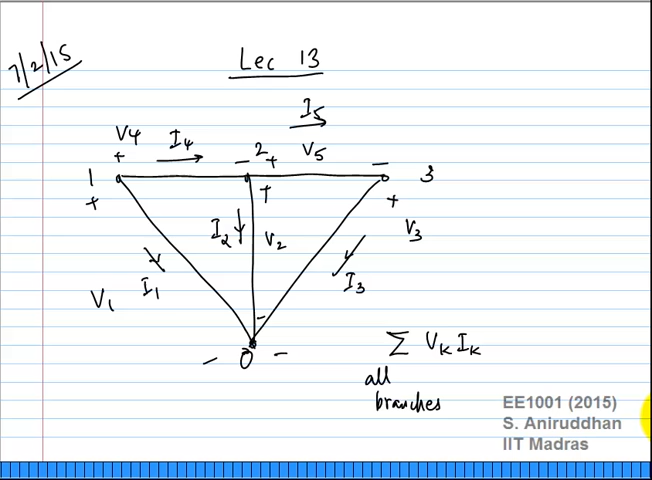 7/2/15
Lec 13
I5
V4 I4 V5
+ - 2 + -
1 3
+ + +
I2 V2 V3
V1 I1 I3
-
- 0 -
Σ VK IK
all
branches
EE1001 (2015)
S. Aniruddhan
IIT Madras